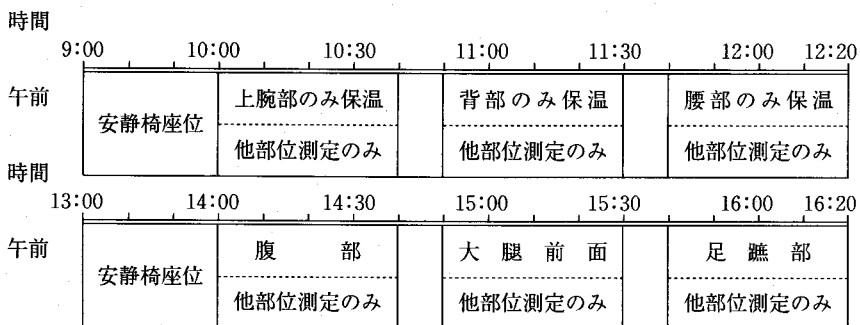 時間
9:00 10:00 10:30 11:00 11:30 12:00 12:20
午前
安静椅座位
上腕部のみ保温 背部のみ保温 腰部のみ保温
他部位測定のみ 他部位測定のみ 他部位測定のみ
時間
13:00 14:00 14:30 15:00 15:30 16:00 16:20
午前
安静椅座位
腹部 大腿前面 足蹠部
他部位測定のみ 他部位測定のみ 他部位測定のみ